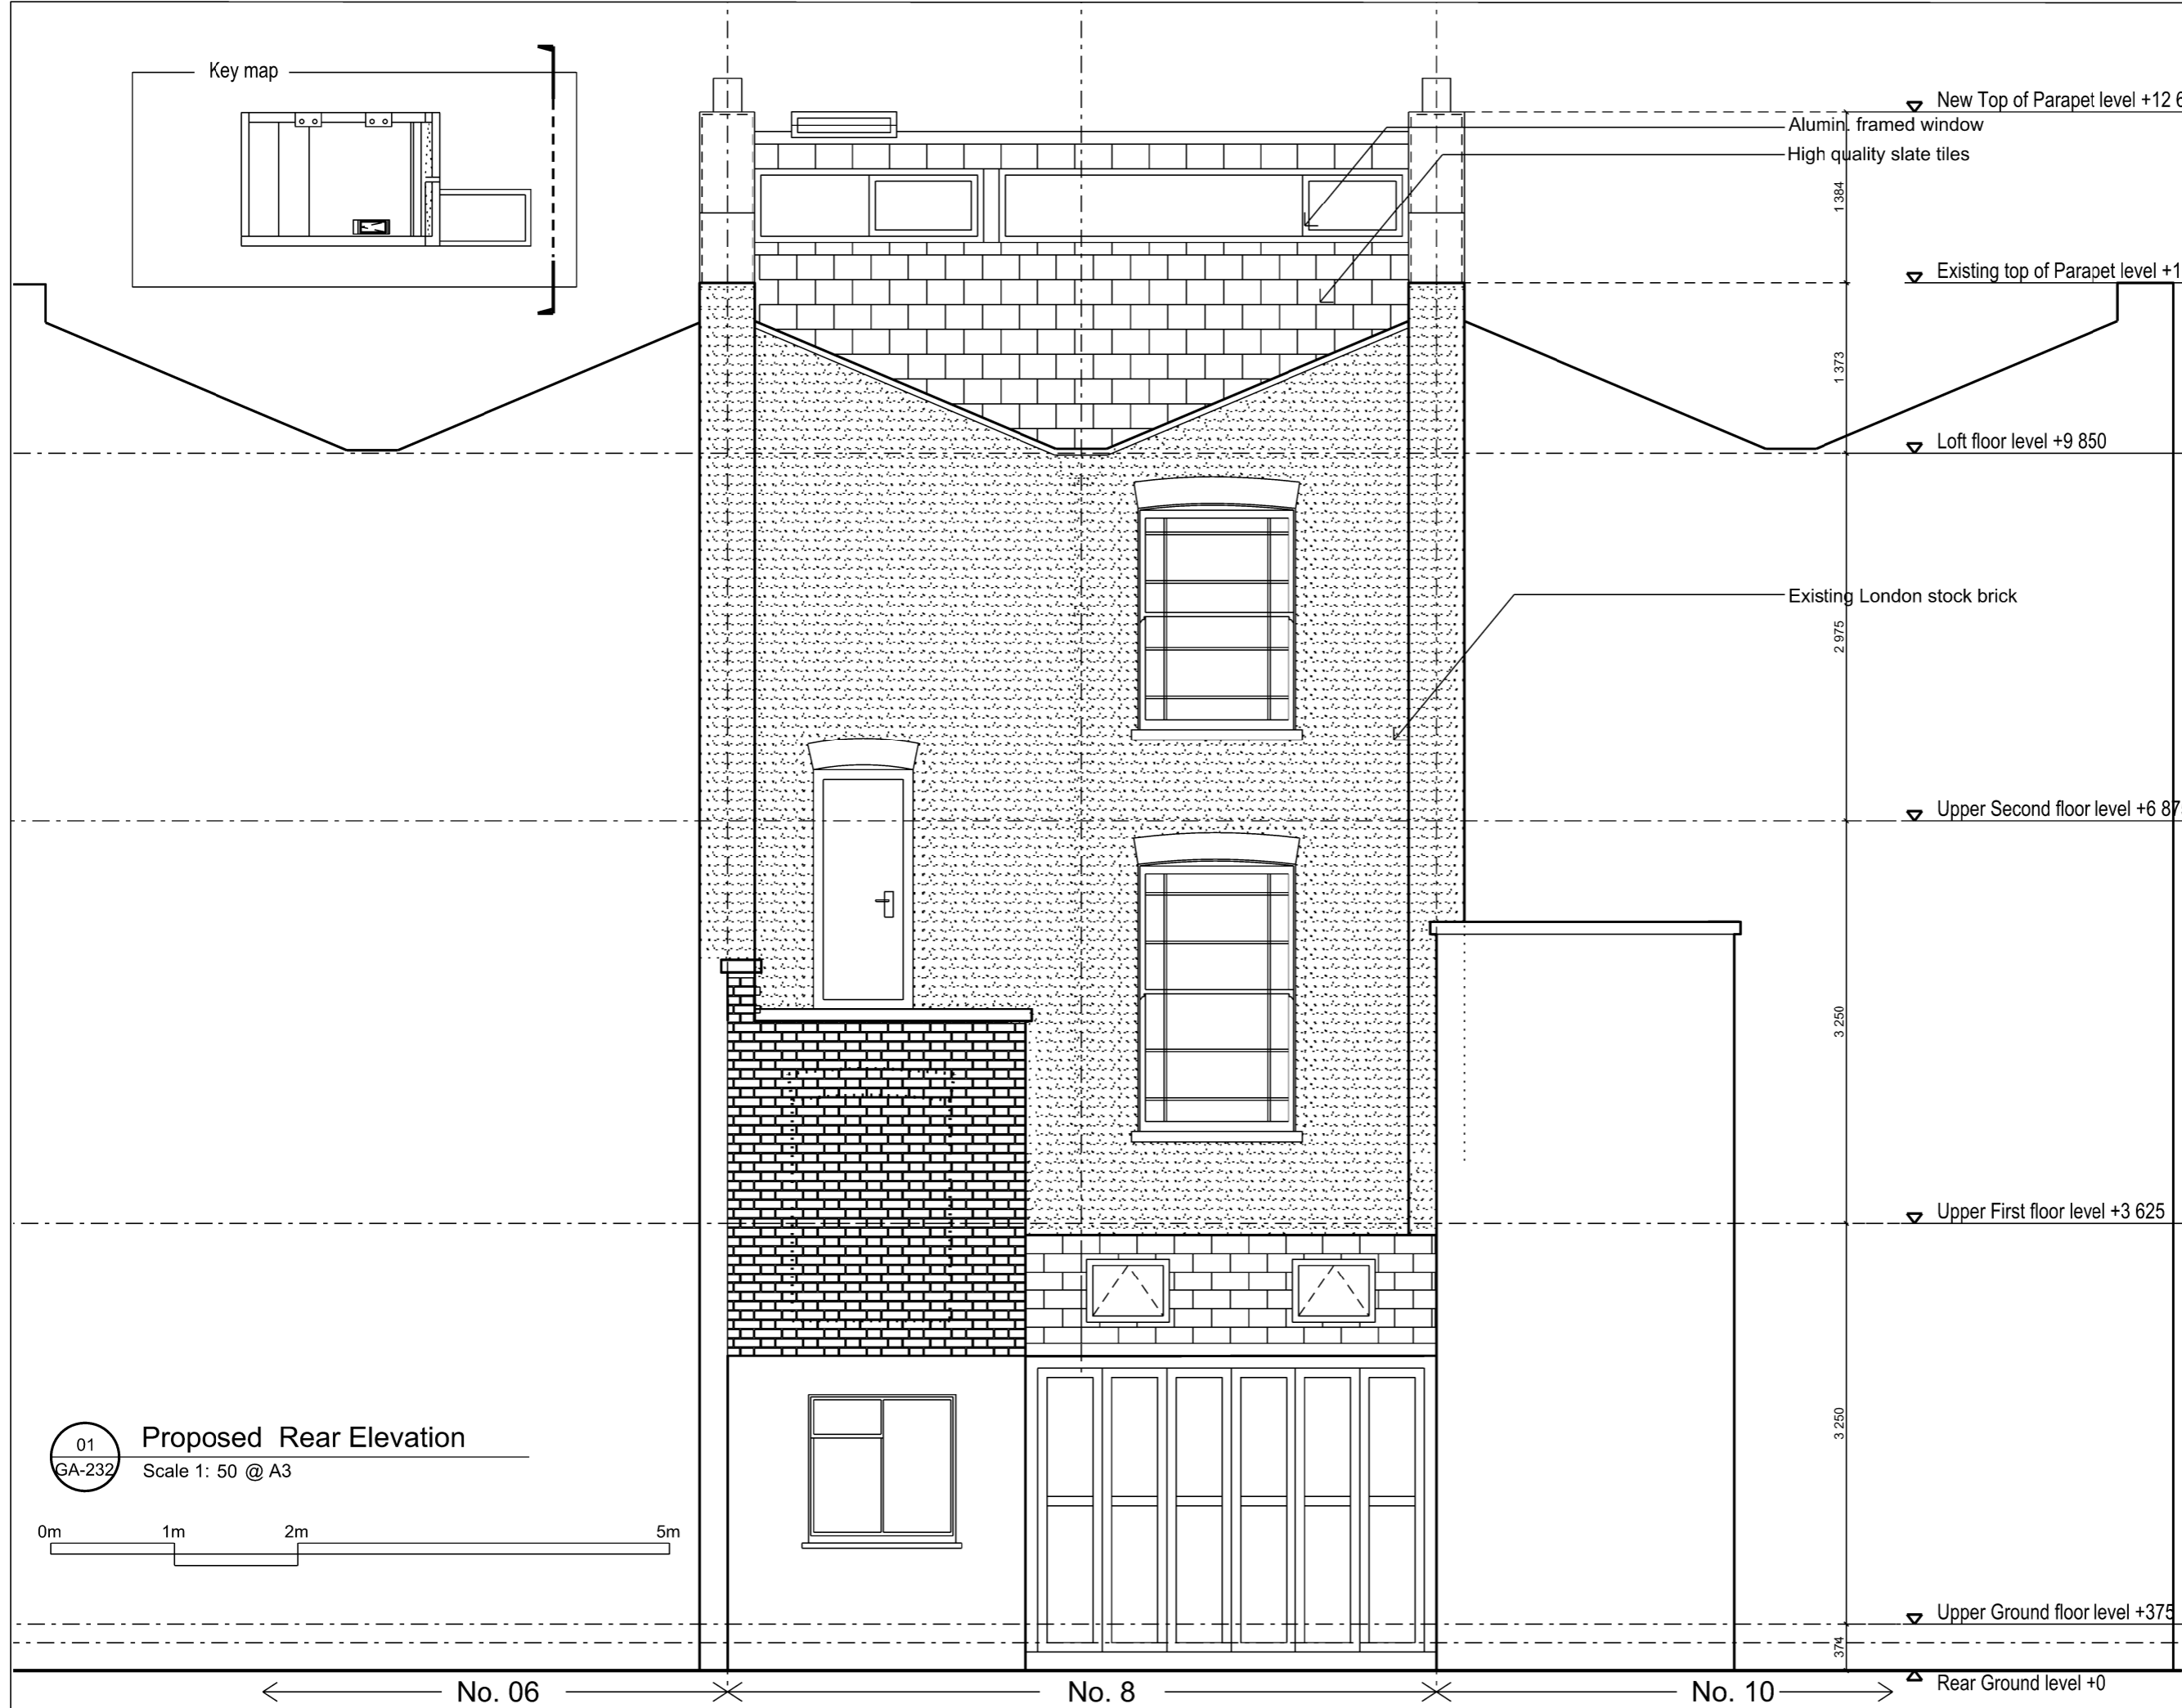 Key map
New Top of Parapet level +12 6
Alumin. framed window
High quality slate tiles
1 384
Existing top of Parapet level +1
1 373
Loft floor level +9 850
Existing London stock brick
2 975
Upper Second floor level +6 87
3 250
Upper First floor level +3 625
3 250
01
GA-232
Proposed Rear Elevation
Scale 1: 50 @ A3
0m 1m 2m 5m
Upper Ground floor level +375
374
Rear Ground level +0
No. 06 No. 8 No. 10